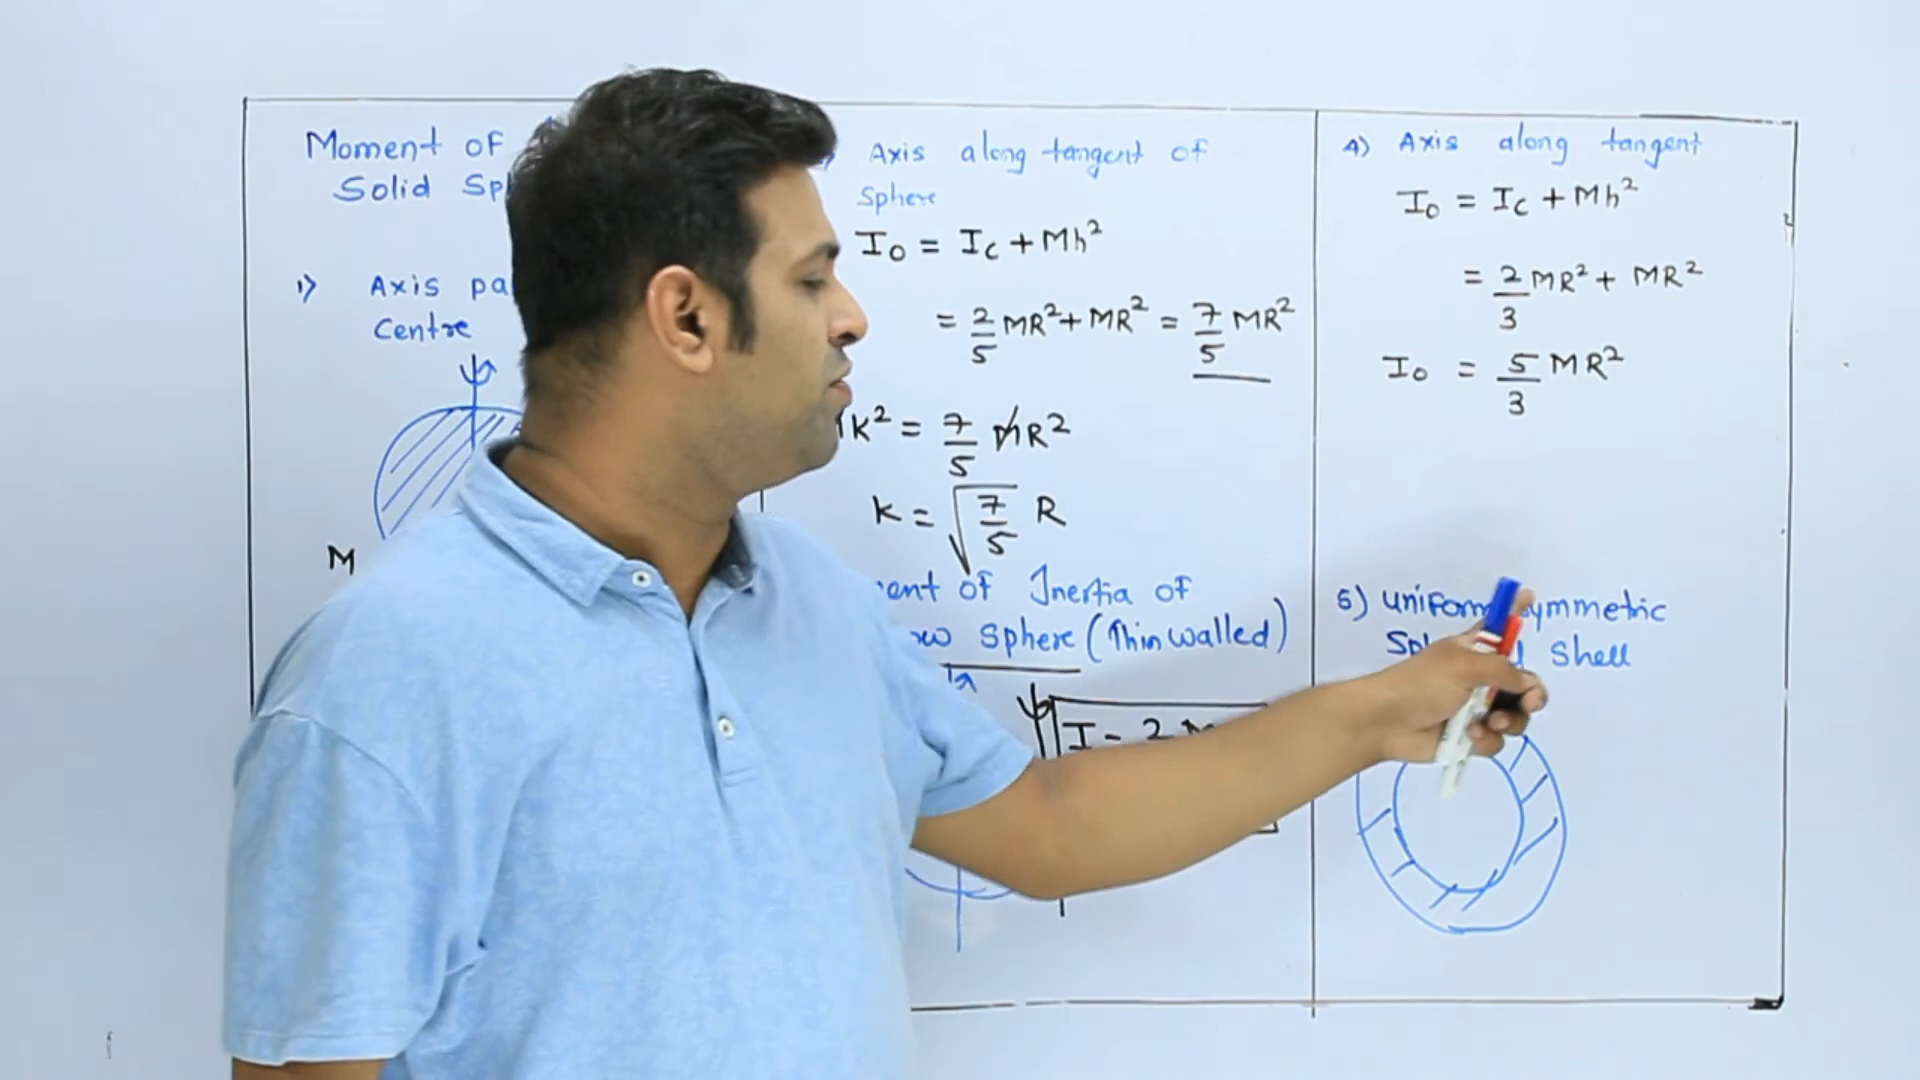 Moment of
Solid Sp
1) Axis pa
Centre
M
Axis along tangent of
Sphere
I₀ = I_C + Mh²
= 2/5 MR² + MR² = 7/5 MR²
k² = 7/5 MR²
k = √(7/5) R
ent of Inertia of
ow Sphere (Thin walled)
I = 2
4) Axis along tangent
I₀ = I_C + Mh²
= 2/3 MR² + MR²
I₀ = 5/3 MR²
5) uniform symmetric
Sp Shell